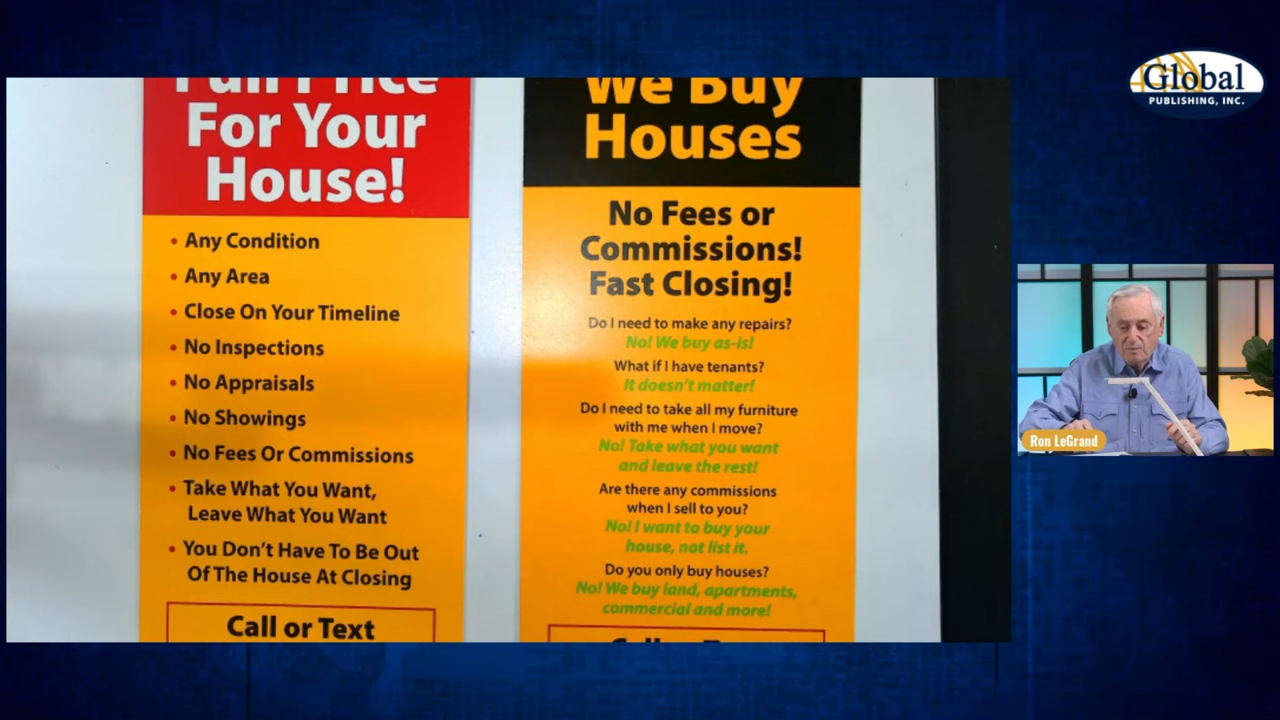 Full Price
For Your
House!
• Any Condition
• Any Area
• Close On Your Timeline
• No Inspections
• No Appraisals
• No Showings
• No Fees Or Commissions
• Take What You Want,
Leave What You Want
• You Don't Have To Be Out
Of The House At Closing
Call or Text
We Buy
Houses
No Fees or
Commissions!
Fast Closing!
Do I need to make any repairs?
No! We buy as-is!
What if I have tenants?
It doesn't matter!
Do I need to take all my furniture
with me when I move?
No! Take what you want
and leave the rest!
Are there any commissions
when I sell to you?
No! I want to buy your
house, not list it.
Do you only buy houses?
No! We buy land, apartments,
commercial and more!
Global
PUBLISHING, INC.
Ron LeGrand